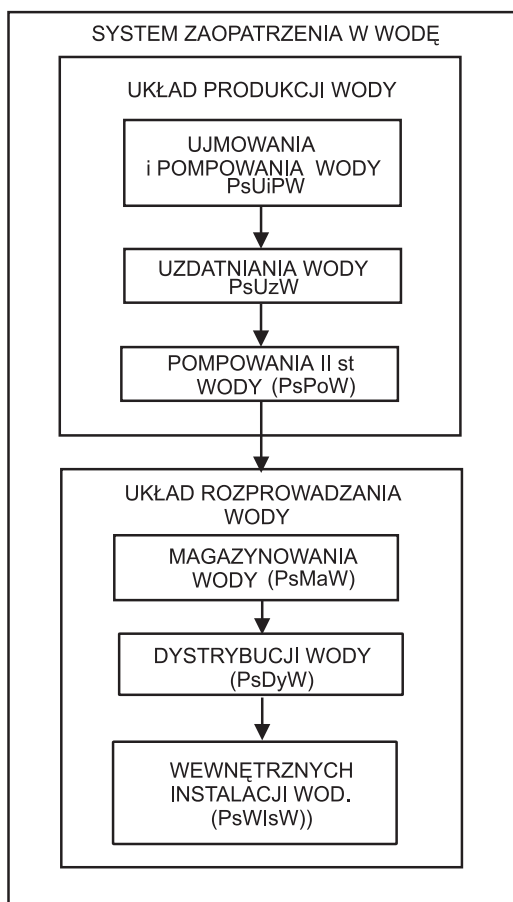 SYSTEM ZAOPATRZENIA W WODĘ
UKŁAD PRODUKCJI WODY
UJMOWANIA
i POMPOWANIA WODY
PsUiPW
UZDATNIANIA WODY
PsUzW
POMPOWANIA II st
WODY (PsPoW)
UKŁAD ROZPROWADZANIA
WODY
MAGAZYNOWANIA
WODY (PsMaW)
DYSTRYBUCJI WODY
(PsDyW)
WEWNĘTRZNYCH
INSTALACJI WOD.
(PsWIsW))